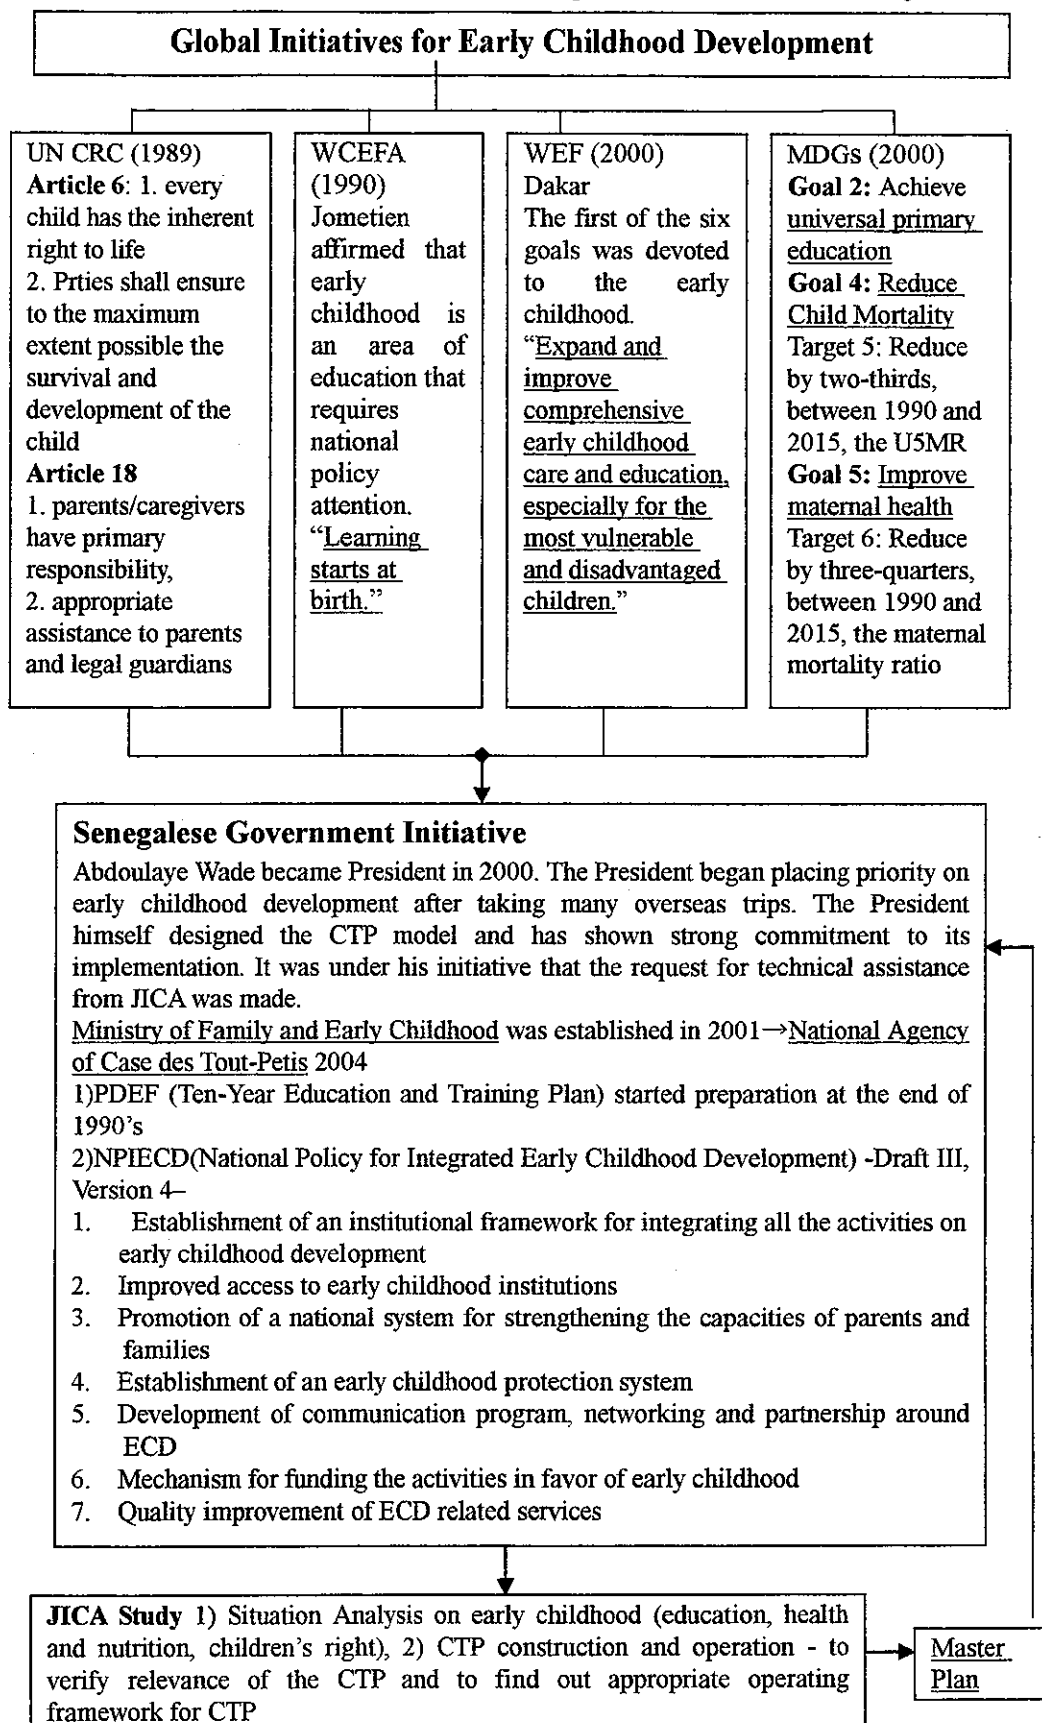 Global Initiatives for Early Childhood Development
UN CRC (1989)
Article 6: 1. every
child has the inherent
right to life
2. Prties shall ensure
to the maximum
extent possible the
survival and
development of the
child
Article 18
1. parents/caregivers
have primary
responsibility,
2. appropriate
assistance to parents
and legal guardians
WCEFA
(1990)
Jometien
affirmed that
early
childhood is
an area of
education that
requires
national
policy
attention.
“Learning
starts at
birth.”
WEF (2000)
Dakar
The first of the six
goals was devoted
to the early
childhood.
“Expand and
improve
comprehensive
early childhood
care and education,
especially for the
most vulnerable
and disadvantaged
children.”
MDGs (2000)
Goal 2: Achieve
universal primary
education
Goal 4: Reduce
Child Mortality
Target 5: Reduce
by two-thirds,
between 1990 and
2015, the U5MR
Goal 5: Improve
maternal health
Target 6: Reduce
by three-quarters,
between 1990 and
2015, the maternal
mortality ratio
Senegalese Government Initiative
Abdoulaye Wade became President in 2000. The President began placing priority on
early childhood development after taking many overseas trips. The President
himself designed the CTP model and has shown strong commitment to its
implementation. It was under his initiative that the request for technical assistance
from JICA was made.
Ministry of Family and Early Childhood was established in 2001→National Agency
of Case des Tout-Petis 2004
1)PDEF (Ten-Year Education and Training Plan) started preparation at the end of
1990’s
2)NPIECD(National Policy for Integrated Early Childhood Development) -Draft III,
Version 4–
1. Establishment of an institutional framework for integrating all the activities on
early childhood development
2. Improved access to early childhood institutions
3. Promotion of a national system for strengthening the capacities of parents and
families
4. Establishment of an early childhood protection system
5. Development of communication program, networking and partnership around
ECD
6. Mechanism for funding the activities in favor of early childhood
7. Quality improvement of ECD related services
JICA Study 1) Situation Analysis on early childhood (education, health
and nutrition, children’s right), 2) CTP construction and operation - to
verify relevance of the CTP and to find out appropriate operating
framework for CTP
Master
Plan